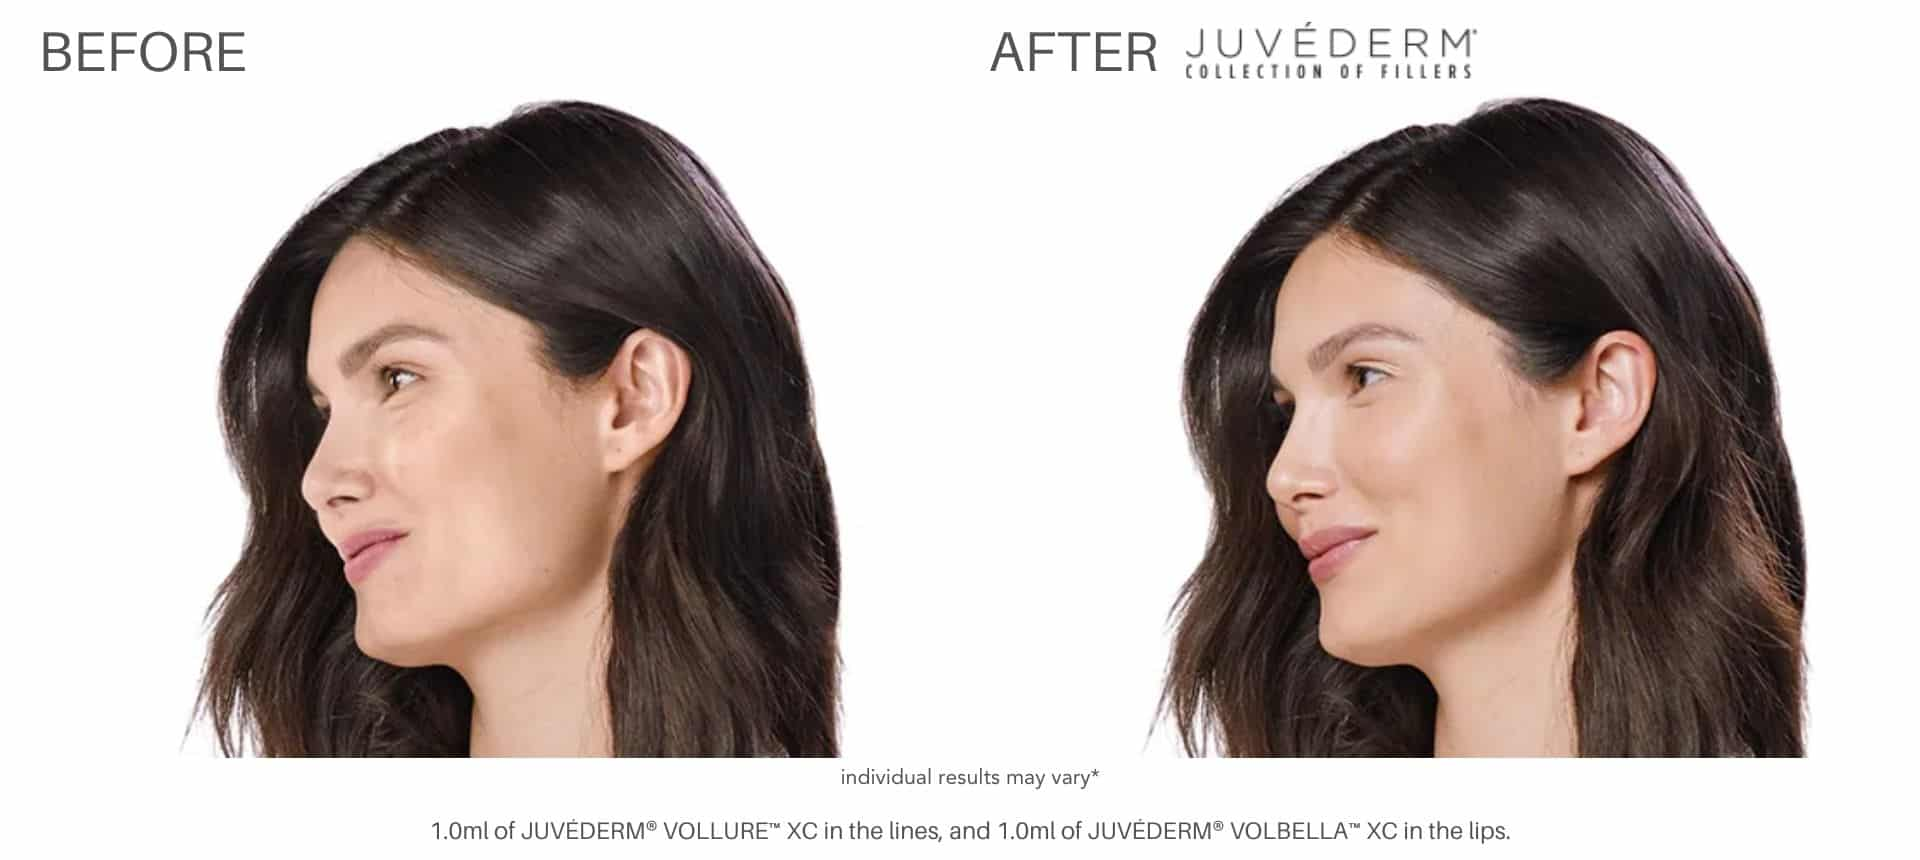 BEFORE
AFTER JUVÉDERM®
COLLECTION OF FILLERS
individual results may vary*
1.0ml of JUVÉDERM® VOLLURE™ XC in the lines, and 1.0ml of JUVÉDERM® VOLBELLA™ XC in the lips.